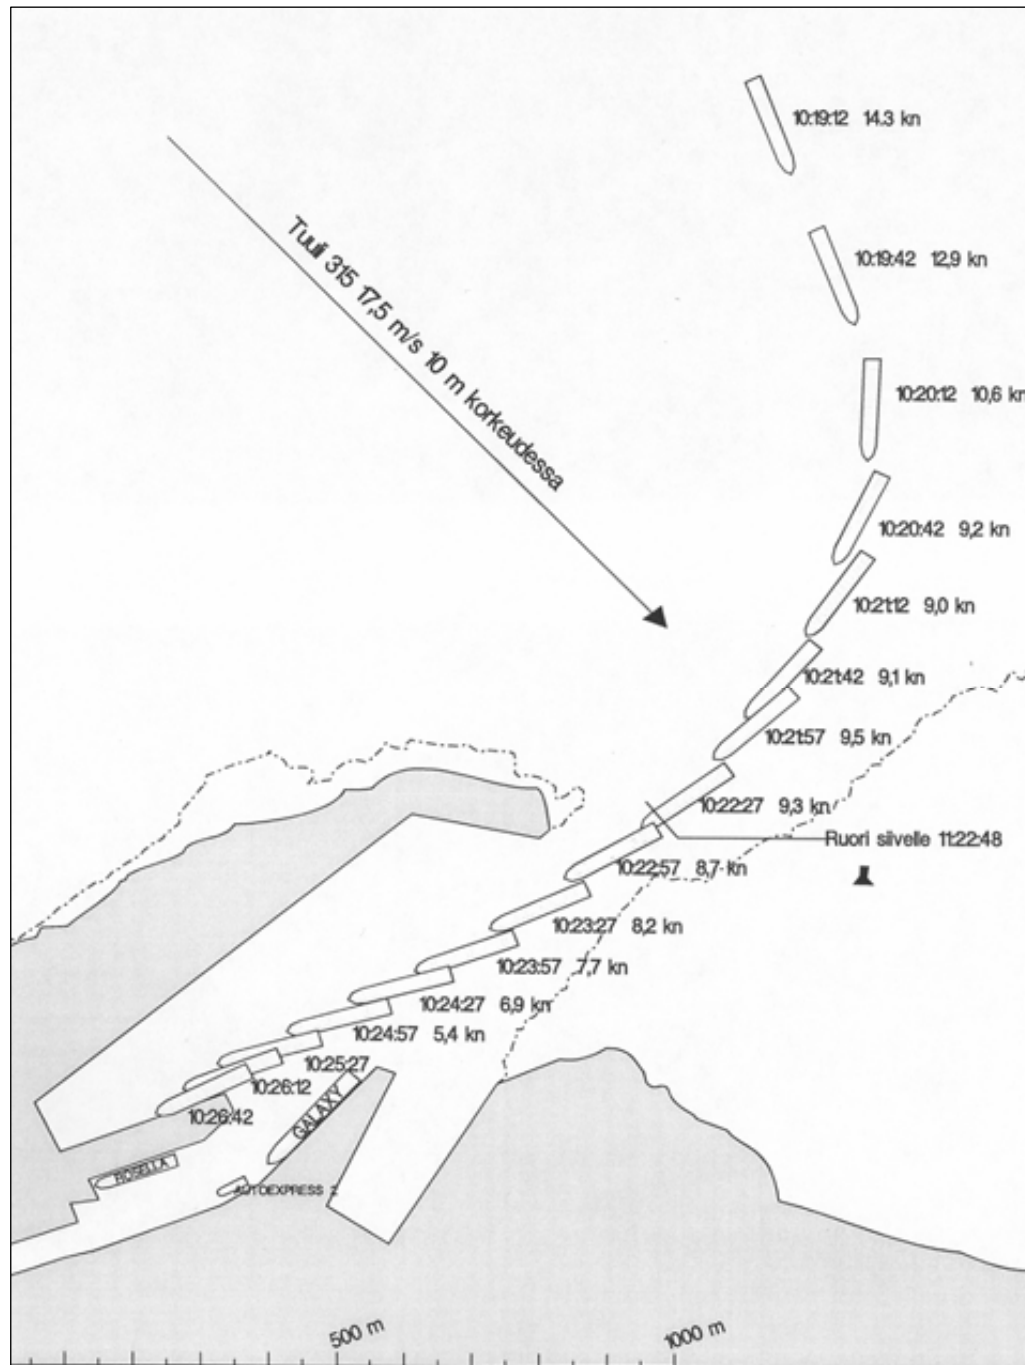 10:19:12 14.3 kn
Tuuli 315 17,5 m/s 10 m korkeudessa
10:19:42 12,9 kn
10:20:12 10,6 kn
10:20:42 9,2 kn
10:21:12 9,0 kn
10:21:42 9,1 kn
10:21:57 9,5 kn
10:22:27 9,3 kn
Ruori siivelle 11:22:48
10:22:57 8,7 kn
10:23:27 8,2 kn
10:23:57 7,7 kn
10:24:27 6,9 kn
10:24:57 5,4 kn
10:25:27
10:26:12
10:26:42
GALAXY
ROSELLA
AUTOEXPRESS 2
500 m
1000 m